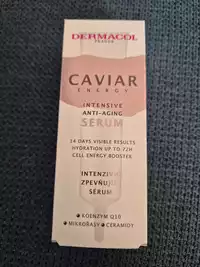 DERMACOL
PRAGUE
CAVIAR
ENERGY
INTENSIVE
ANTI-AGING
SERUM
14 DAYS VISIBLE RESULTS
HYDRATION UP TO 72H
CELL ENERGY BOOSTER
INTENZIVNÍ
ZPEVŇUJÍCÍ
SÉRUM
• KOENZYM Q10
• MIKROŘASY • CERAMIDY